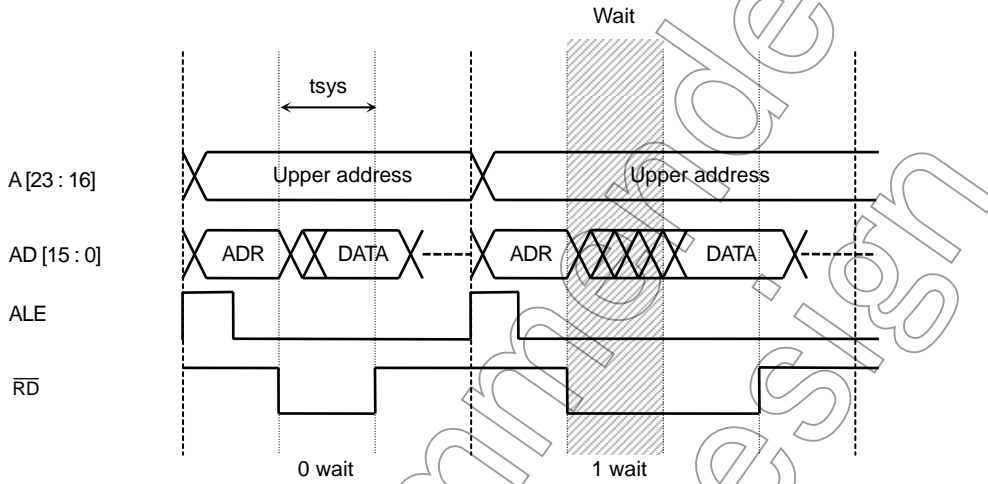 Wait
tsys
A [23 : 16]
Upper address
Upper address
AD [15 : 0]
ADR
DATA
ADR
DATA
ALE
RD
0 wait
1 wait